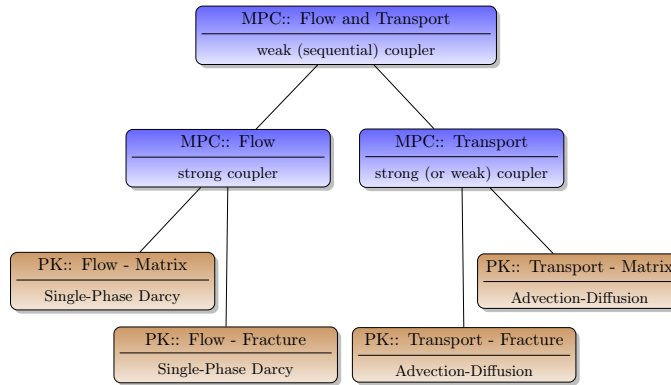 MPC:: Flow and Transport
weak (sequential) coupler
MPC:: Flow
strong coupler
MPC:: Transport
strong (or weak) coupler
PK:: Flow - Matrix
Single-Phase Darcy
PK:: Transport - Matrix
Advection-Diffusion
PK:: Flow - Fracture
Single-Phase Darcy
PK:: Transport - Fracture
Advection-Diffusion